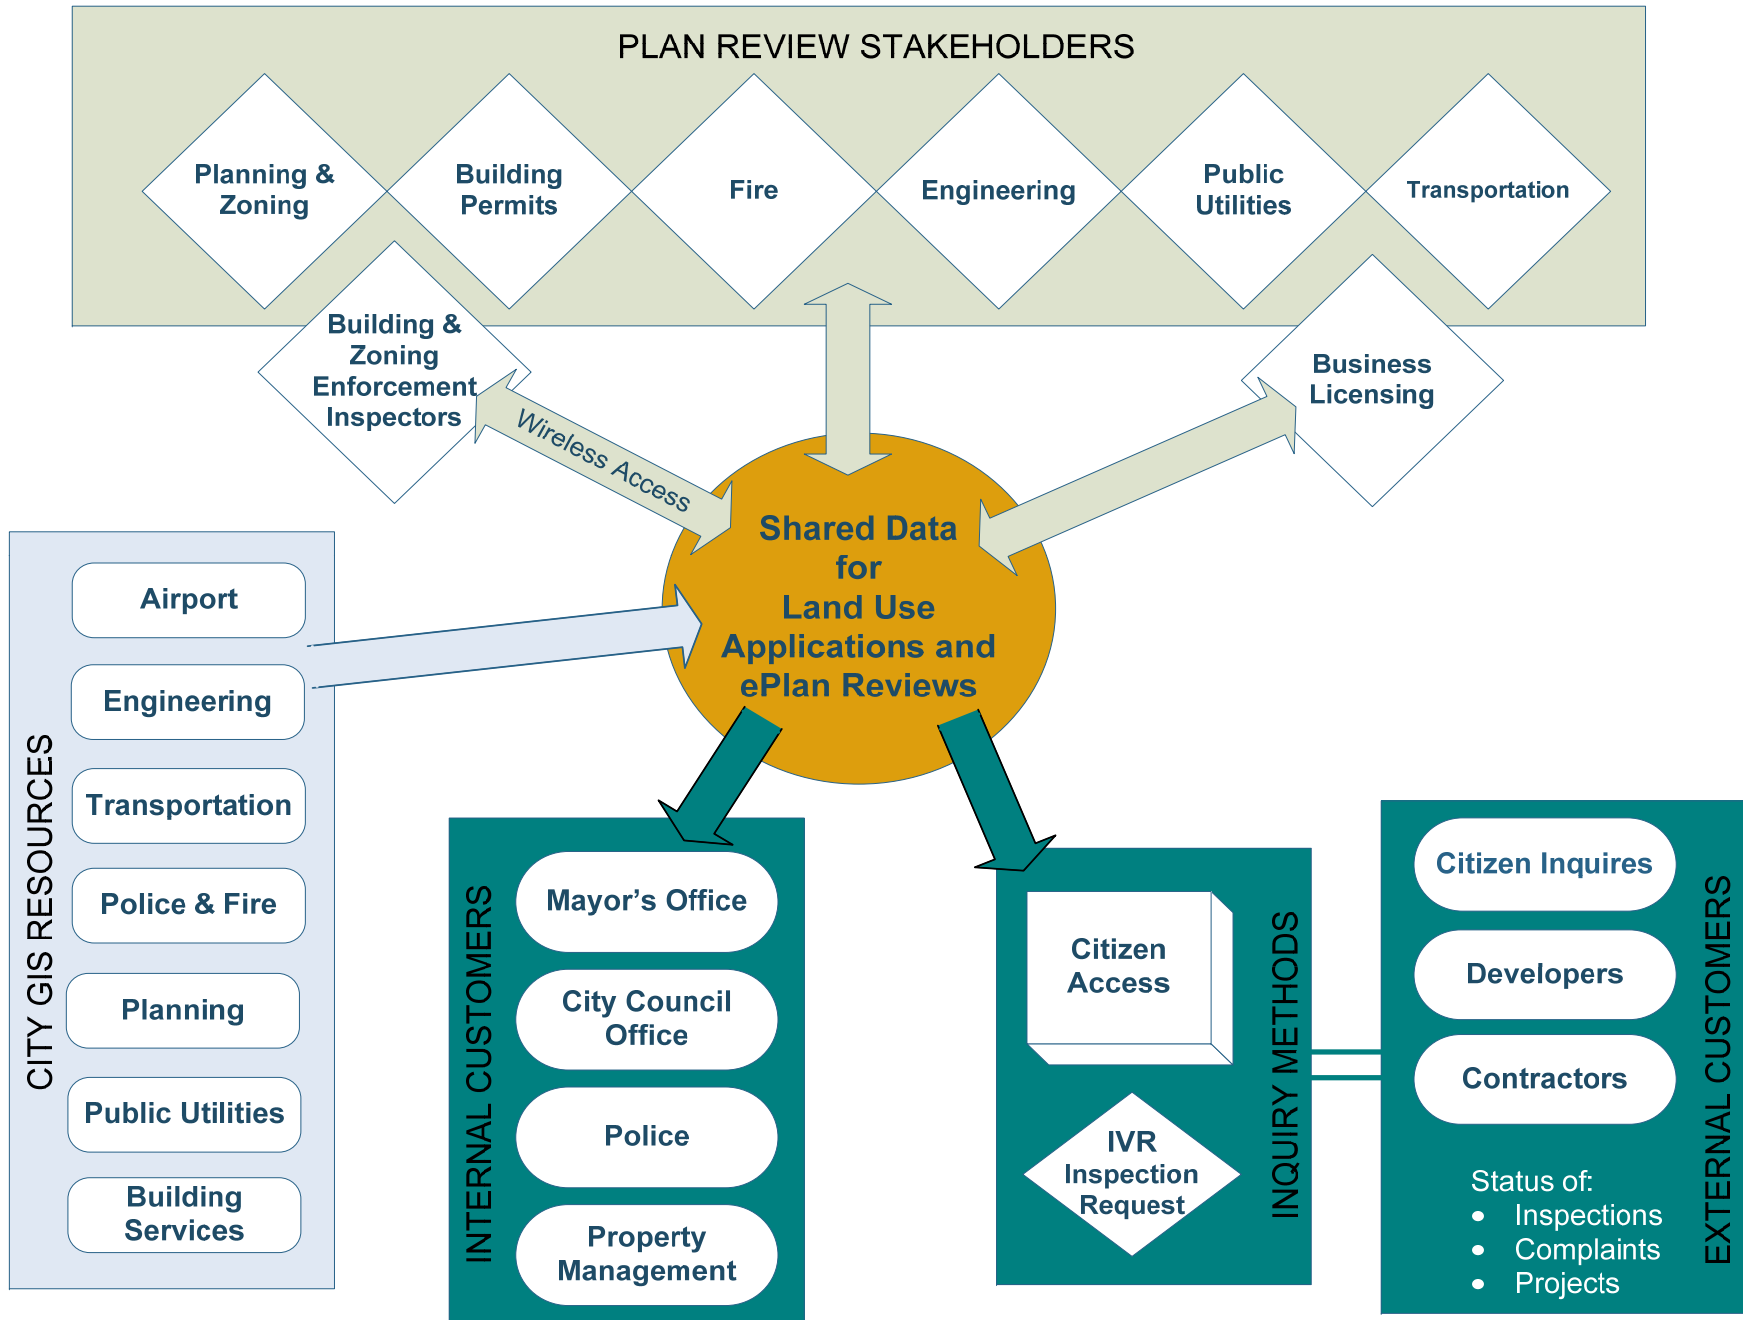 PLAN REVIEW STAKEHOLDERS
Planning &
Zoning
Building
Permits
Fire
Engineering
Public
Utilities
Transportation
Building &
Zoning
Enforcement
Inspectors
Business
Licensing
Wireless Access
Shared Data
for
Land Use
Applications and
ePlan Reviews
CITY GIS RESOURCES
Airport
Engineering
Transportation
Police & Fire
Planning
Public Utilities
Building
Services
INTERNAL CUSTOMERS
Mayor’s Office
City Council
Office
Police
Property
Management
Citizen
Access
IVR
Inspection
Request
INQUIRY METHODS
Citizen Inquires
Developers
Contractors
Status of:
• Inspections
• Complaints
• Projects
EXTERNAL CUSTOMERS